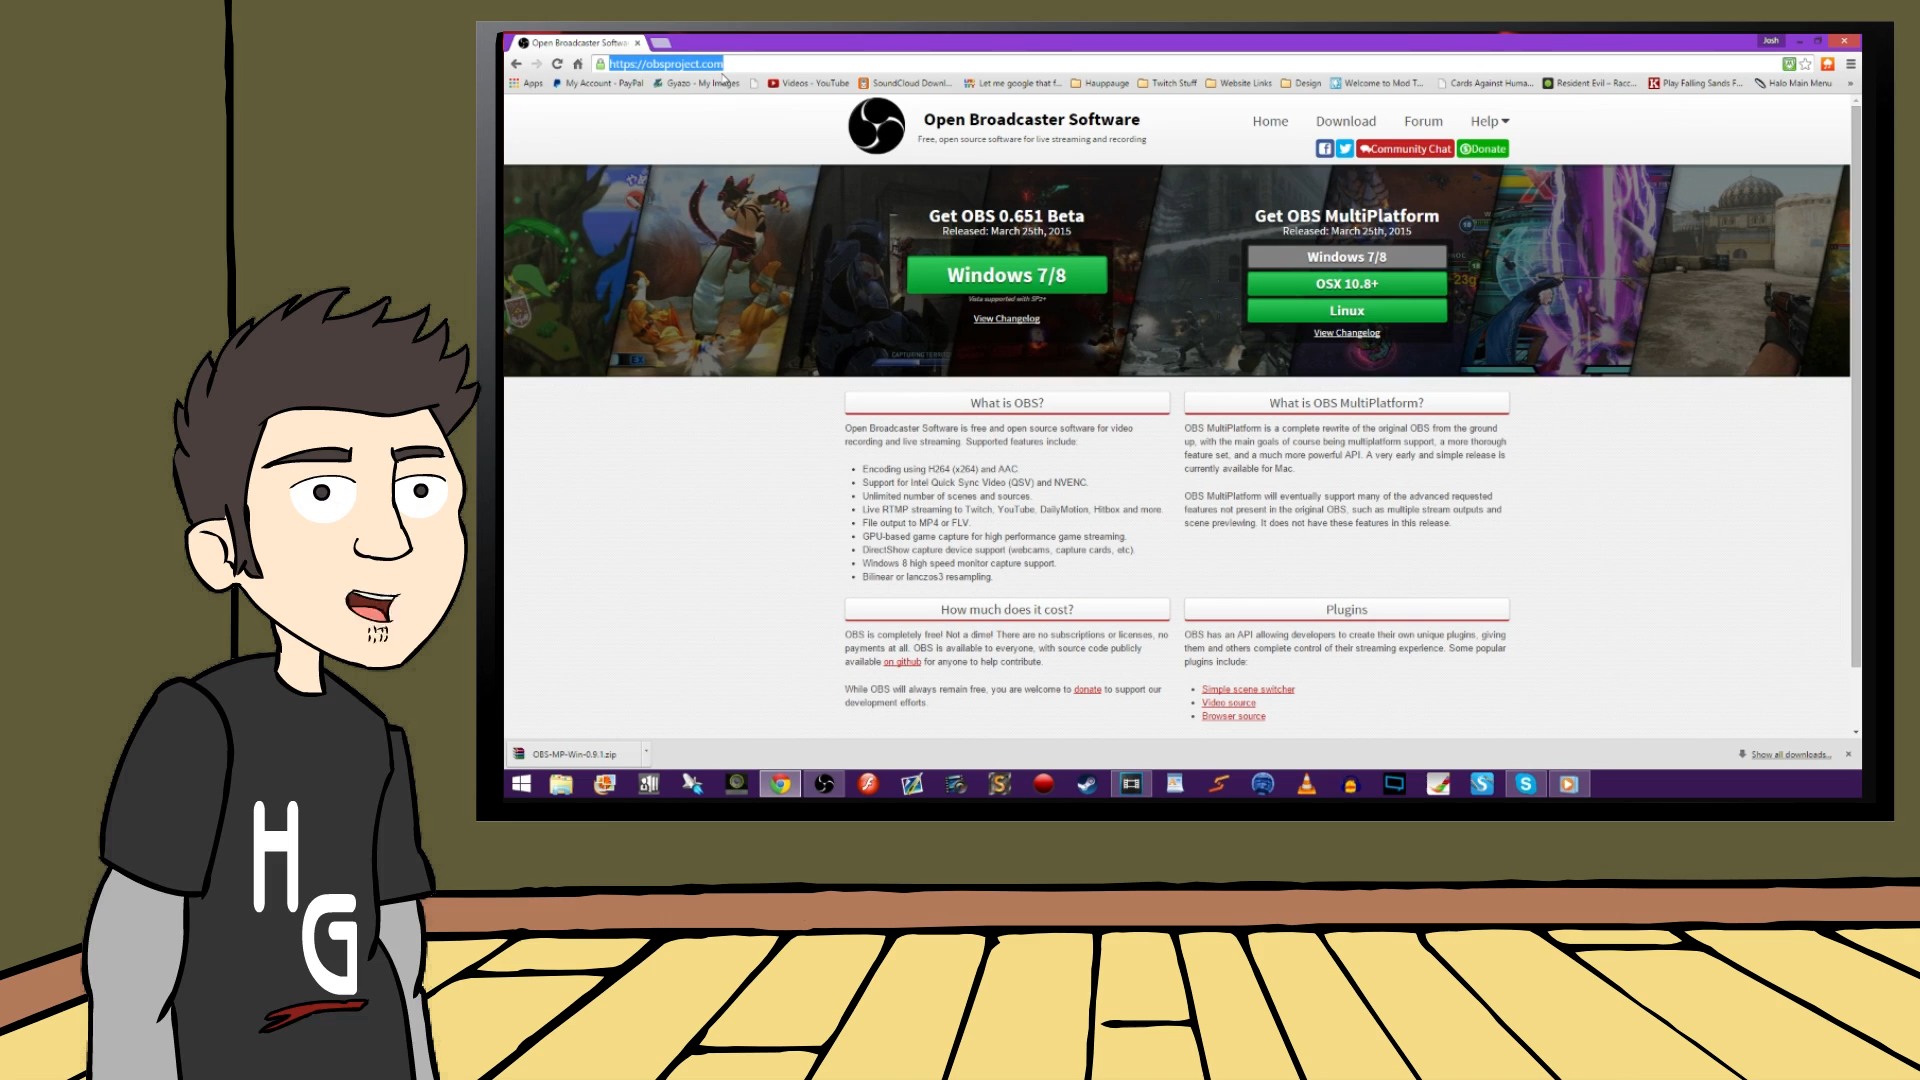 Open Broadcaster Softwa
Josh
https://obsproject.com
Apps My Account - PayPal Gyazo - My Images Videos - YouTube SoundCloud Downl... Let me google that f... Hauppauge Twitch Stuff Website Links Design Welcome to Mod T... Cards Against Huma... Resident Evil – Racc... Play Falling Sands F... Halo Main Menu »
Open Broadcaster Software
Free, open source software for live streaming and recording
Home Download Forum Help
Community Chat Donate
Get OBS 0.651 Beta
Released: March 25th, 2015
Windows 7/8
Vista supported with SP2+
View Changelog
Get OBS MultiPlatform
Released: March 25th, 2015
Windows 7/8
OSX 10.8+
Linux
View Changelog
What is OBS?
Open Broadcaster Software is free and open source software for video
recording and live streaming. Supported features include:
• Encoding using H264 (x264) and AAC.
• Support for Intel Quick Sync Video (QSV) and NVENC.
• Unlimited number of scenes and sources.
• Live RTMP streaming to Twitch, YouTube, DailyMotion, Hitbox and more.
• File output to MP4 or FLV.
• GPU-based game capture for high performance game streaming.
• DirectShow capture device support (webcams, capture cards, etc).
• Windows 8 high speed monitor capture support.
• Bilinear or lanczos3 resampling.
What is OBS MultiPlatform?
OBS MultiPlatform is a complete rewrite of the original OBS from the ground
up, with the main goals of course being multiplatform support, a more thorough
feature set, and a much more powerful API. A very early and simple release is
currently available for Mac.
OBS MultiPlatform will eventually support many of the advanced requested
features not present in the original OBS, such as multiple stream outputs and
scene previewing. It does not have these features in this release.
How much does it cost?
OBS is completely free! Not a dime! There are no subscriptions or licenses, no
payments at all. OBS is available to everyone, with source code publicly
available on github for anyone to help contribute.
While OBS will always remain free, you are welcome to donate to support our
development efforts.
Plugins
OBS has an API allowing developers to create their own unique plugins, giving
them and others complete control of their streaming experience. Some popular
plugins include:
• Simple scene switcher
• Video source
• Browser source
OBS-MP-Win-0.9.1.zip
Show all downloads...
H
G